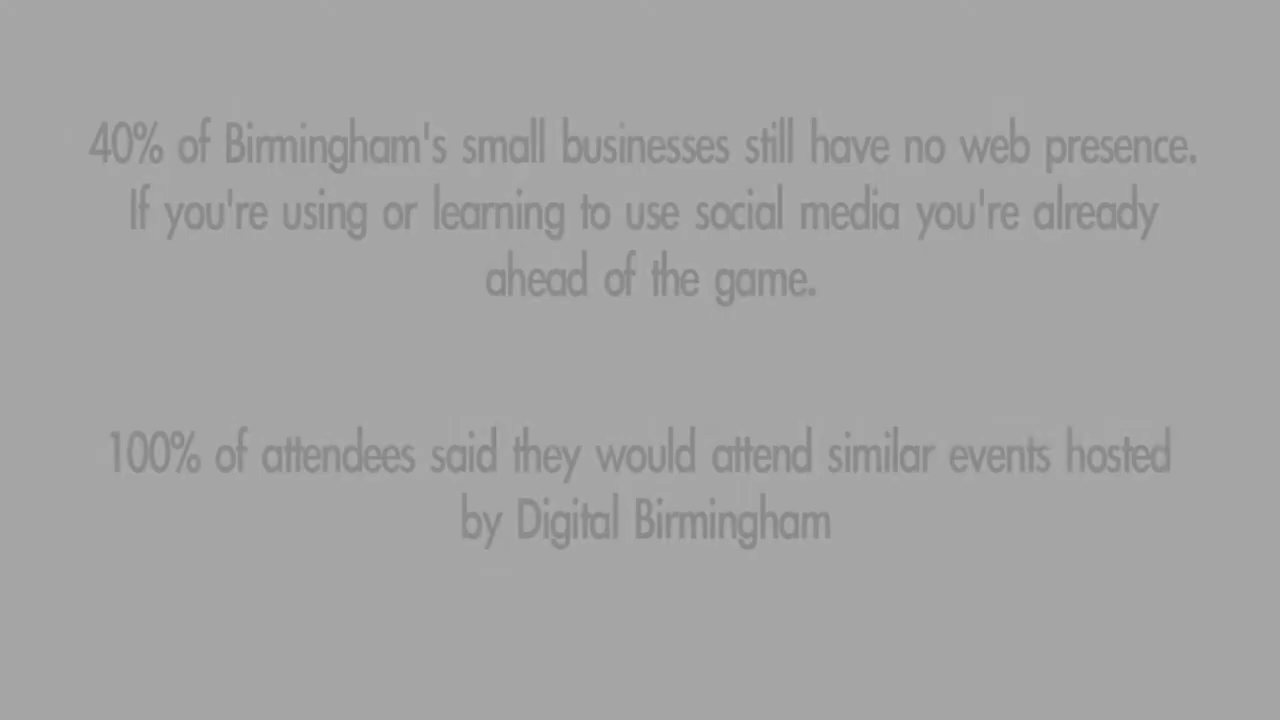 40% of Birmingham's small businesses still have no web presence.
If you're using or learning to use social media you're already
ahead of the game.
100% of attendees said they would attend similar events hosted
by Digital Birmingham